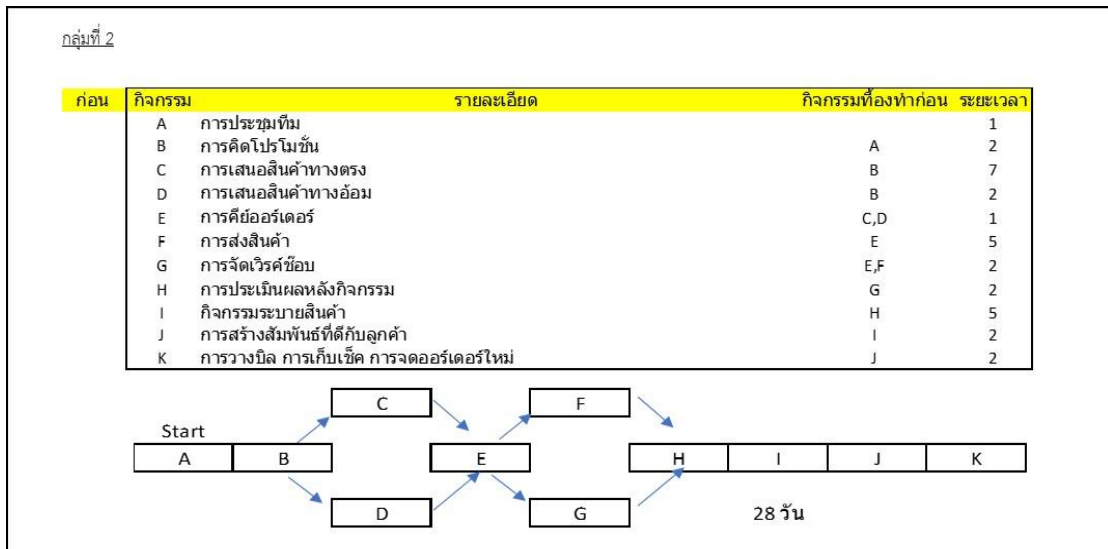 กลุ่มที่ 2
ก่อน กิจกรรม รายละเอียด กิจกรรมที้องทำก่อน ระยะเวลา
A การประชุมทีม 1
B การคิดโปรโมชั่น A 2
C การเสนอสินค้าทางตรง B 7
D การเสนอสินค้าทางอ้อม B 2
E การคีย์ออร์เดอร์ C,D 1
F การส่งสินค้า E 5
G การจัดเวิรค์ช๊อบ E,F 2
H การประเมินผลหลังกิจกรรม G 2
I กิจกรรมระบายสินค้า H 5
J การสร้างสัมพันธ์ที่ดีกับลูกค้า I 2
K การวางบิล การเก็บเช็ค การจดออร์เดอร์ใหม่ J 2
C F
Start
A B E H I J K
D G 28 วัน